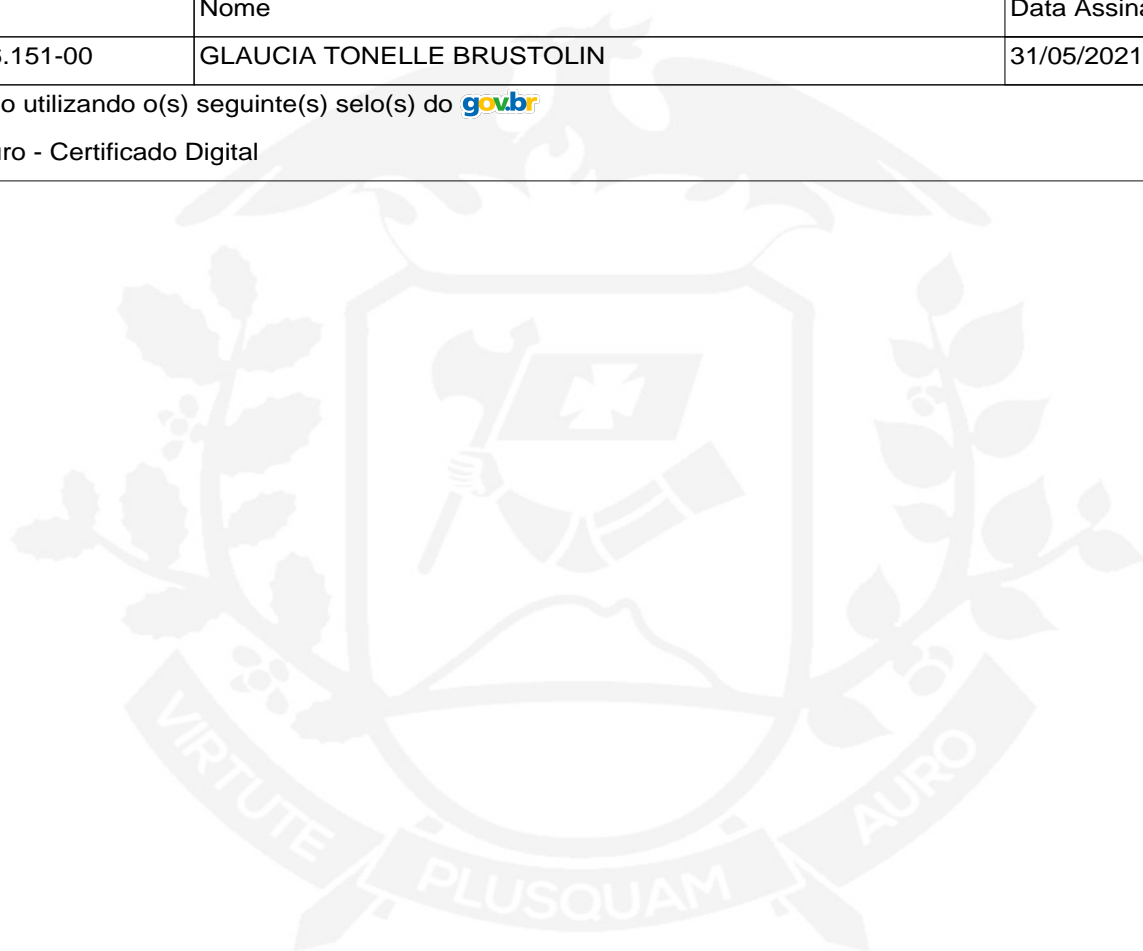 Nome Data Assina
6.151-00 GLAUCIA TONELLE BRUSTOLIN 31/05/2021
o utilizando o(s) seguinte(s) selo(s) do gov.br
uro - Certificado Digital
VIRTUTE PLUSQUAM AURO